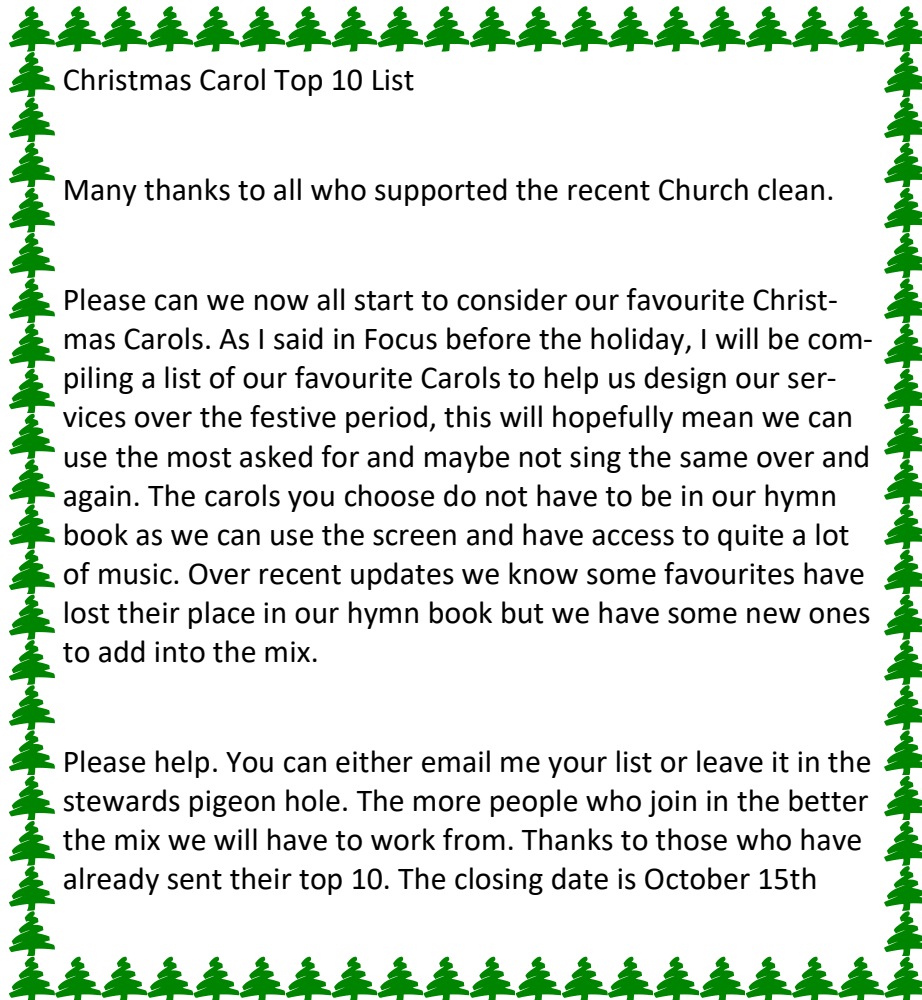 Christmas Carol Top 10 List
Many thanks to all who supported the recent Church clean.
Please can we now all start to consider our favourite Christ-
mas Carols. As I said in Focus before the holiday, I will be com-
piling a list of our favourite Carols to help us design our ser-
vices over the festive period, this will hopefully mean we can
use the most asked for and maybe not sing the same over and
again. The carols you choose do not have to be in our hymn
book as we can use the screen and have access to quite a lot
of music. Over recent updates we know some favourites have
lost their place in our hymn book but we have some new ones
to add into the mix.
Please help. You can either email me your list or leave it in the
stewards pigeon hole. The more people who join in the better
the mix we will have to work from. Thanks to those who have
already sent their top 10. The closing date is October 15th